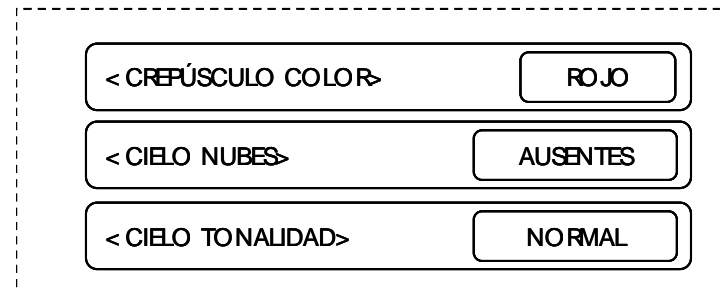 < CREPÚSCULO COLOR> ROJO
< CIELO NUBES> AUSENTES
< CIELO TONALIDAD> NORMAL